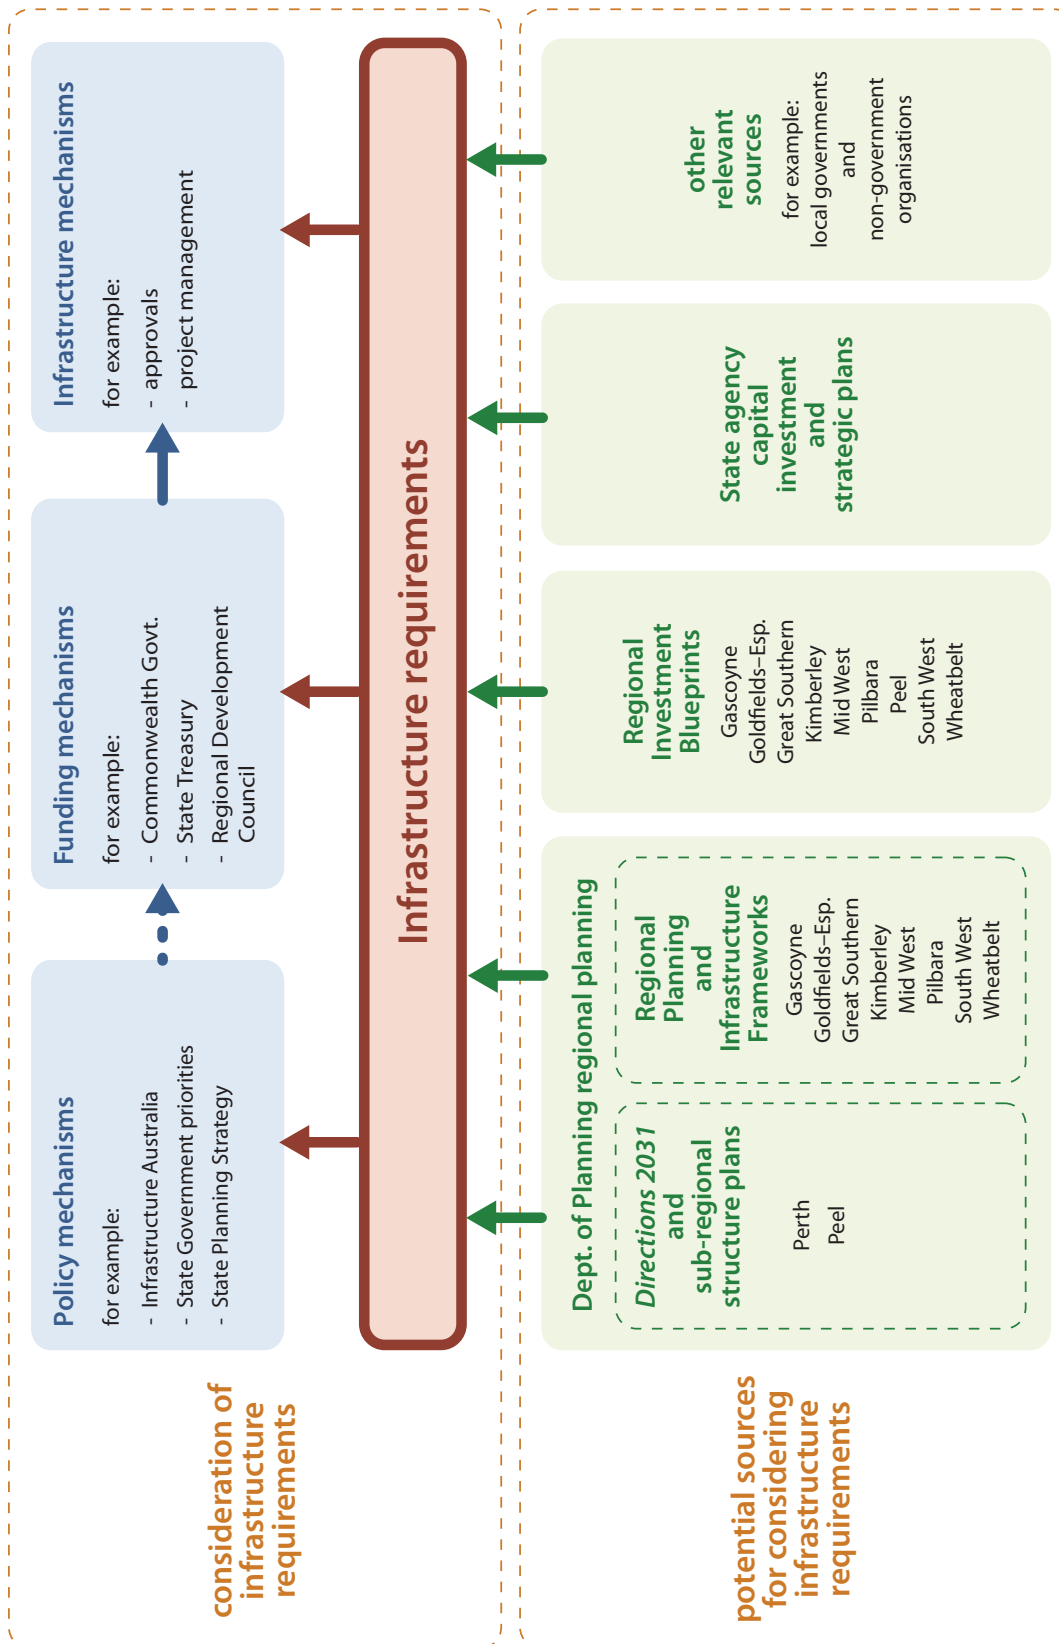 consideration of
infrastructure
requirements
Policy mechanisms
for example:
- Infrastructure Australia
- State Government priorities
- State Planning Strategy
Funding mechanisms
for example:
- Commonwealth Govt.
- State Treasury
- Regional Development
Council
Infrastructure mechanisms
for example:
- approvals
- project management
Infrastructure requirements
potential sources
for considering
infrastructure
requirements
Dept. of Planning regional planning
Directions 2031
and
sub-regional
structure plans
Perth
Peel
Regional
Planning
and
Infrastructure
Frameworks
Gascoyne
Goldfields–Esp.
Great Southern
Kimberley
Mid West
Pilbara
South West
Wheatbelt
Regional
Investment
Blueprints
Gascoyne
Goldfields–Esp.
Great Southern
Kimberley
Mid West
Pilbara
Peel
South West
Wheatbelt
State agency
capital
investment
and
strategic plans
other
relevant
sources
for example:
local governments
and
non-government
organisations